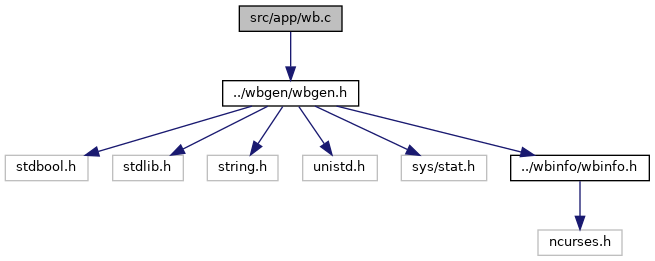 src/app/wb.c
../wbgen/wbgen.h
stdbool.h
stdlib.h
string.h
unistd.h
sys/stat.h
../wbinfo/wbinfo.h
ncurses.h